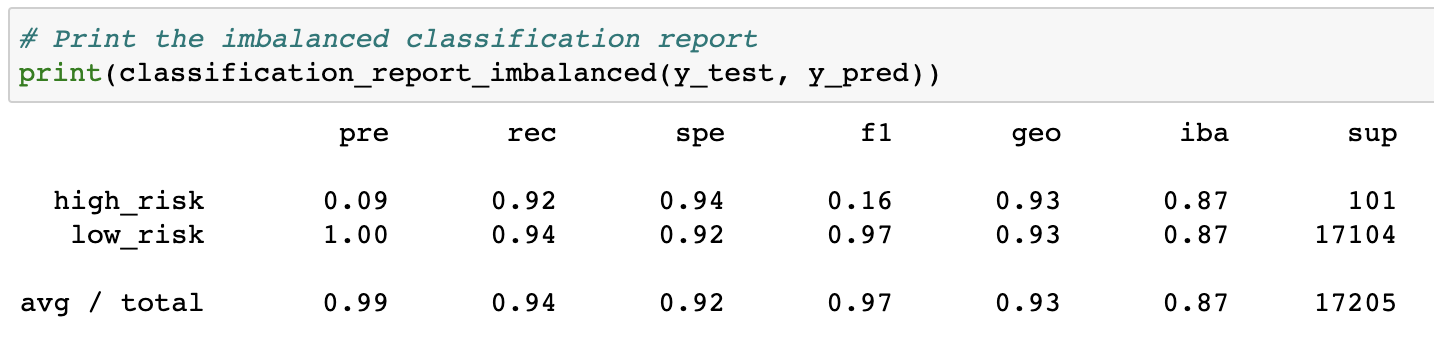 # Print the imbalanced classification report
print(classification_report_imbalanced(y_test, y_pred))
pre rec spe f1 geo iba sup
high_risk 0.09 0.92 0.94 0.16 0.93 0.87 101
low_risk 1.00 0.94 0.92 0.97 0.93 0.87 17104
avg / total 0.99 0.94 0.92 0.97 0.93 0.87 17205